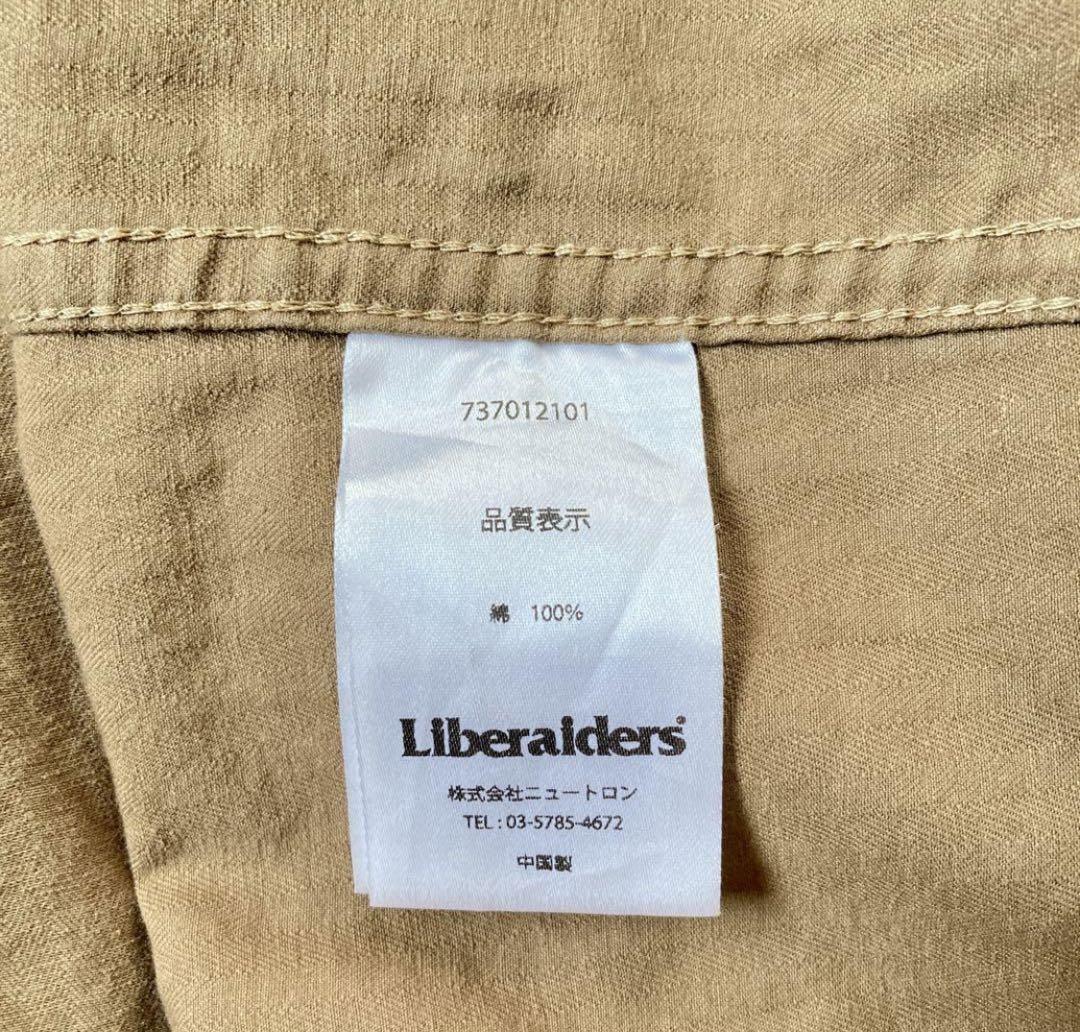 737012101
品質表示
綿 100%
Liberaiders®
株式会社ニュートロン
TEL : 03-5785-4672
中国製